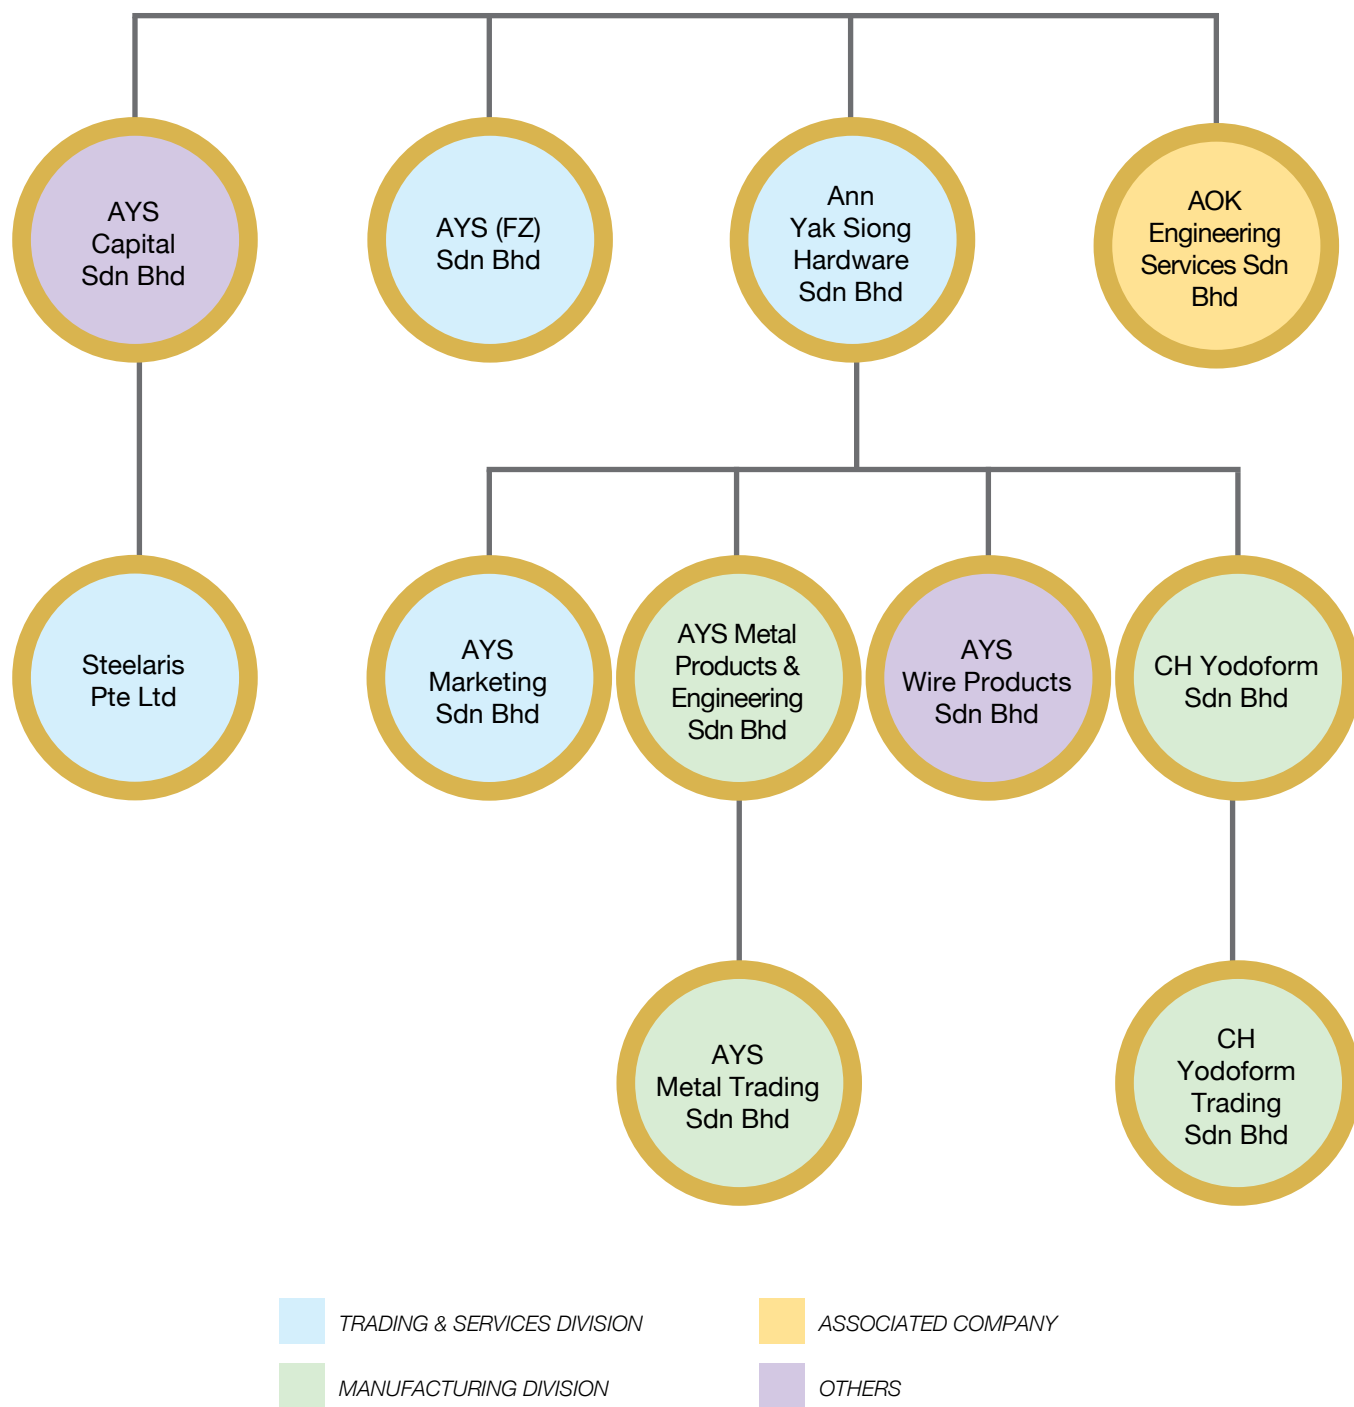 AYS
Capital
Sdn Bhd
AYS (FZ)
Sdn Bhd
Ann
Yak Siong
Hardware
Sdn Bhd
AOK
Engineering
Services Sdn
Bhd
Steelaris
Pte Ltd
AYS
Marketing
Sdn Bhd
AYS Metal
Products &
Engineering
Sdn Bhd
AYS
Wire Products
Sdn Bhd
CH Yodoform
Sdn Bhd
AYS
Metal Trading
Sdn Bhd
CH
Yodoform
Trading
Sdn Bhd
TRADING & SERVICES DIVISION
ASSOCIATED COMPANY
MANUFACTURING DIVISION
OTHERS